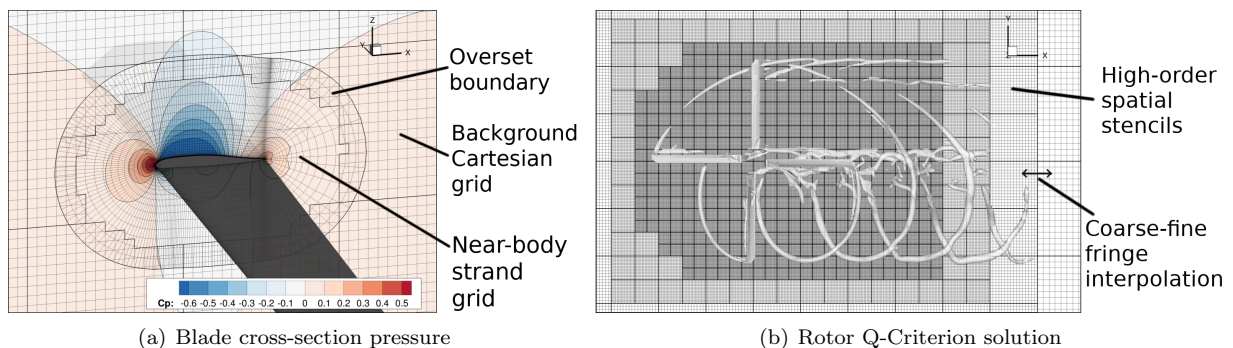 Z
Y
X
Overset
boundary
Background
Cartesian
grid
Near-body
strand
grid
Cp: -0.6 -0.5 -0.4 -0.3 -0.2 -0.1 0 0.1 0.2 0.3 0.4 0.5
(a) Blade cross-section pressure
Y
Z
X
High-order
spatial
stencils
Coarse-fine
fringe
interpolation
(b) Rotor Q-Criterion solution